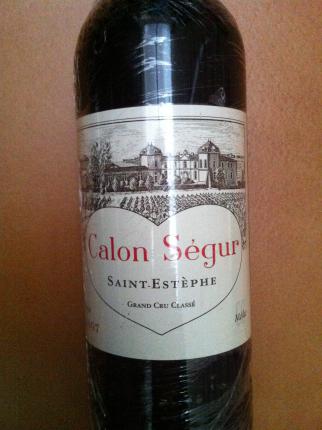 Calon Ségur
SAINT-ESTÈPHE
GRAND CRU CLASSÉ